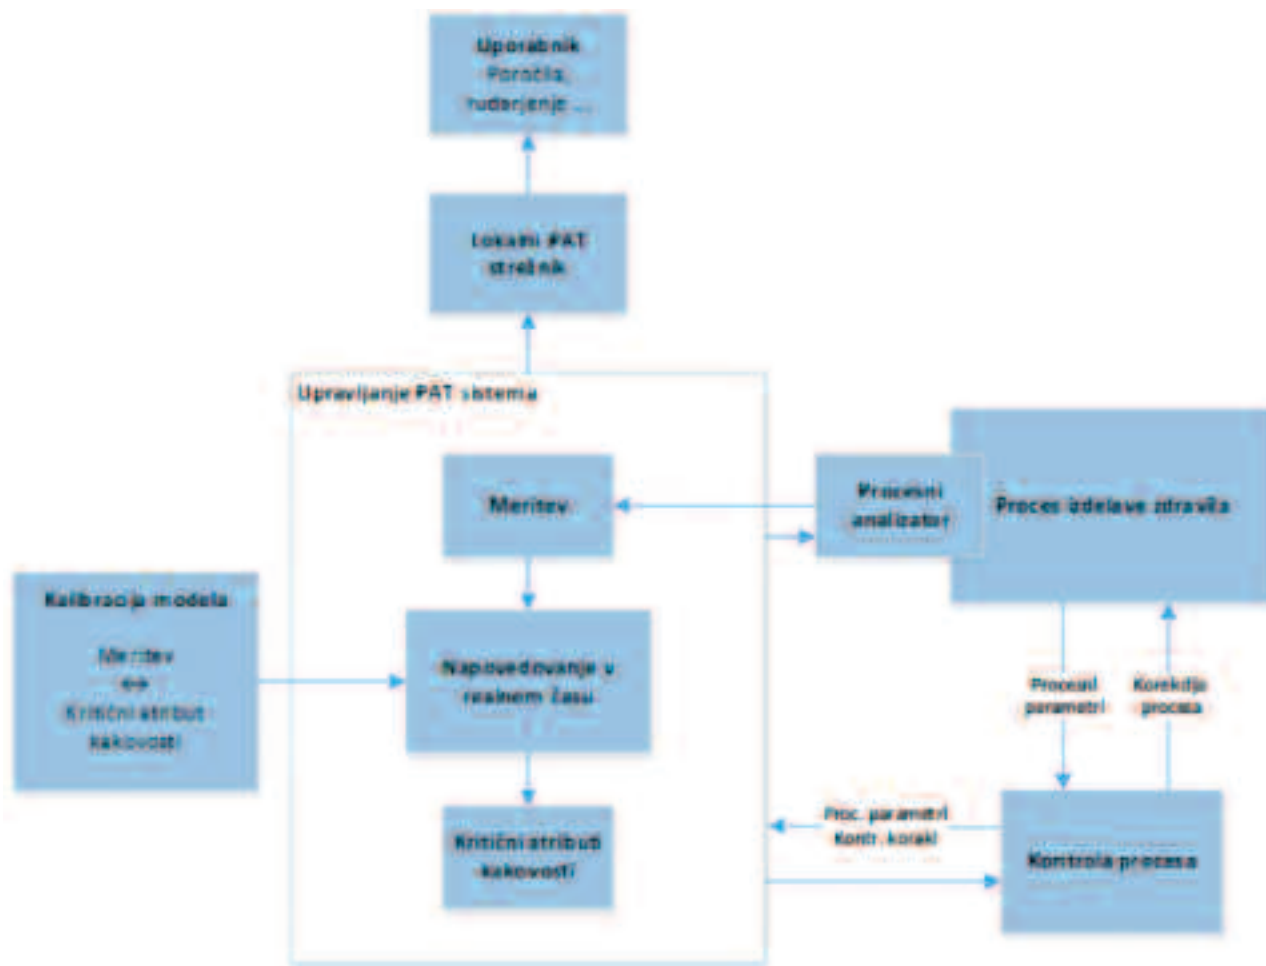 Uporabnik
Poročila,
rudarjenje ...
Lokalni PAT
strežnik
Upravljanje PAT sistema
Meritev
Procesni
analizator
Proces izdelave zdravila
Kalibracija modela
Meritev
↔
Kritični atribut
kakovosti
Napovedovanje v
realnem času
Procesni
parametri
Korekcija
procesa
Kritični atributi
kakovosti
Proc. parametri
Kontr. koraki
Kontrola procesa